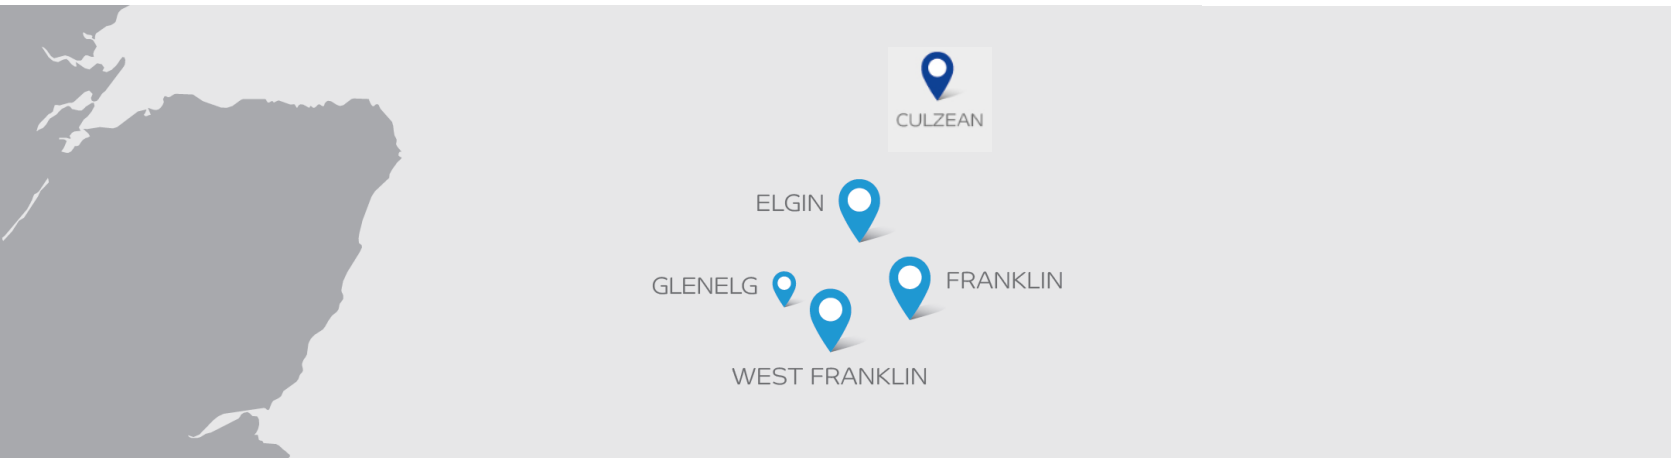 CULZEAN
ELGIN
FRANKLIN
GLENELG
WEST FRANKLIN